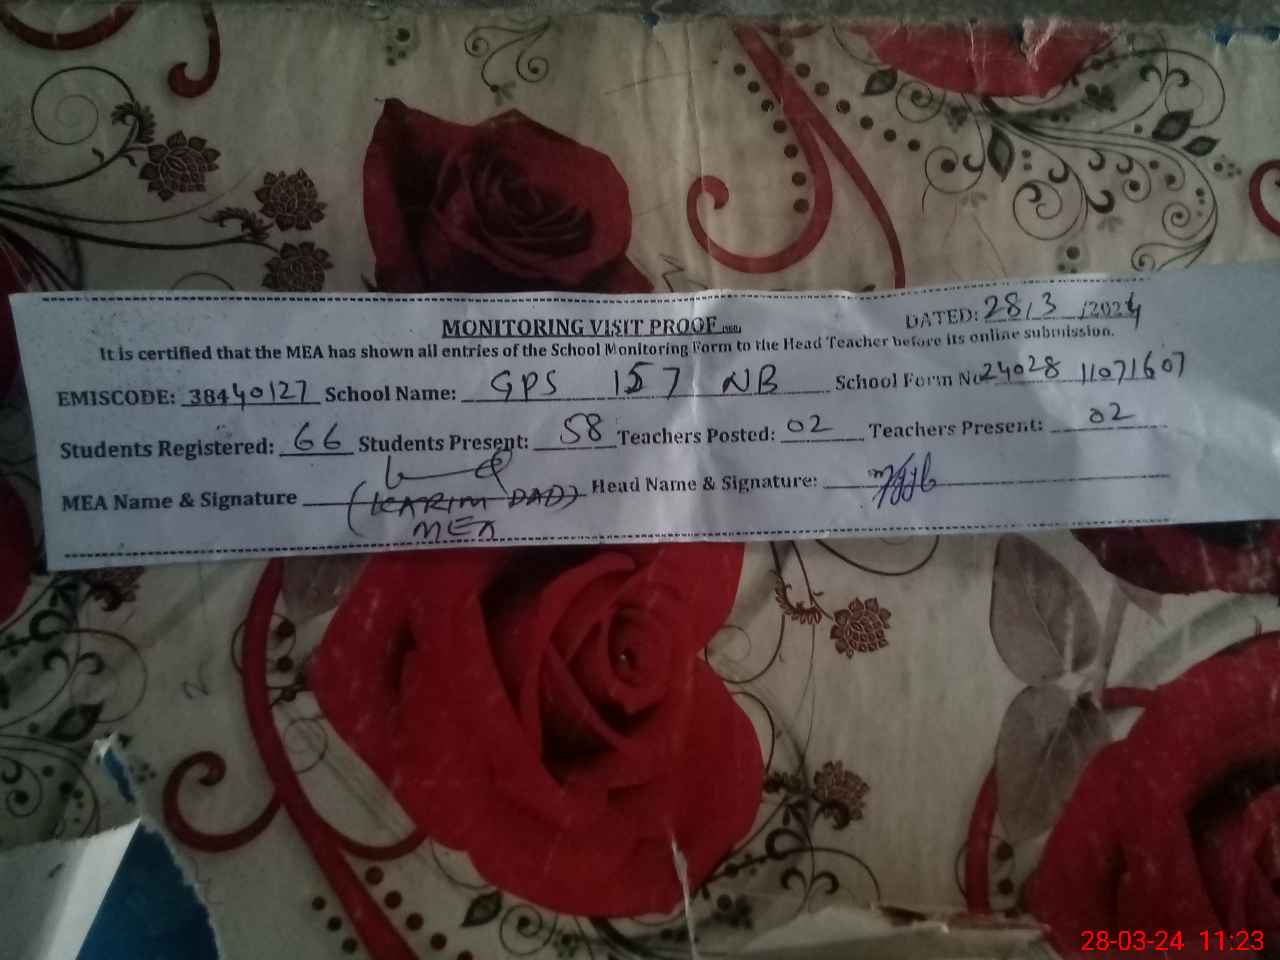 DATED: 28/3/2024
MONITORING VISIT PROOF
It is certified that the MEA has shown all entries of the School Monitoring Form to the Head Teacher before its online submission.
EMISCODE: 38440127 School Name: GPS 157 NB School Form No 24028 11071607
Students Registered: 66 Students Present: 58 Teachers Posted: 02 Teachers Present: 02
MEA Name & Signature (KARIM DAD) Head Name & Signature:
MEA
28-03-24 11:23